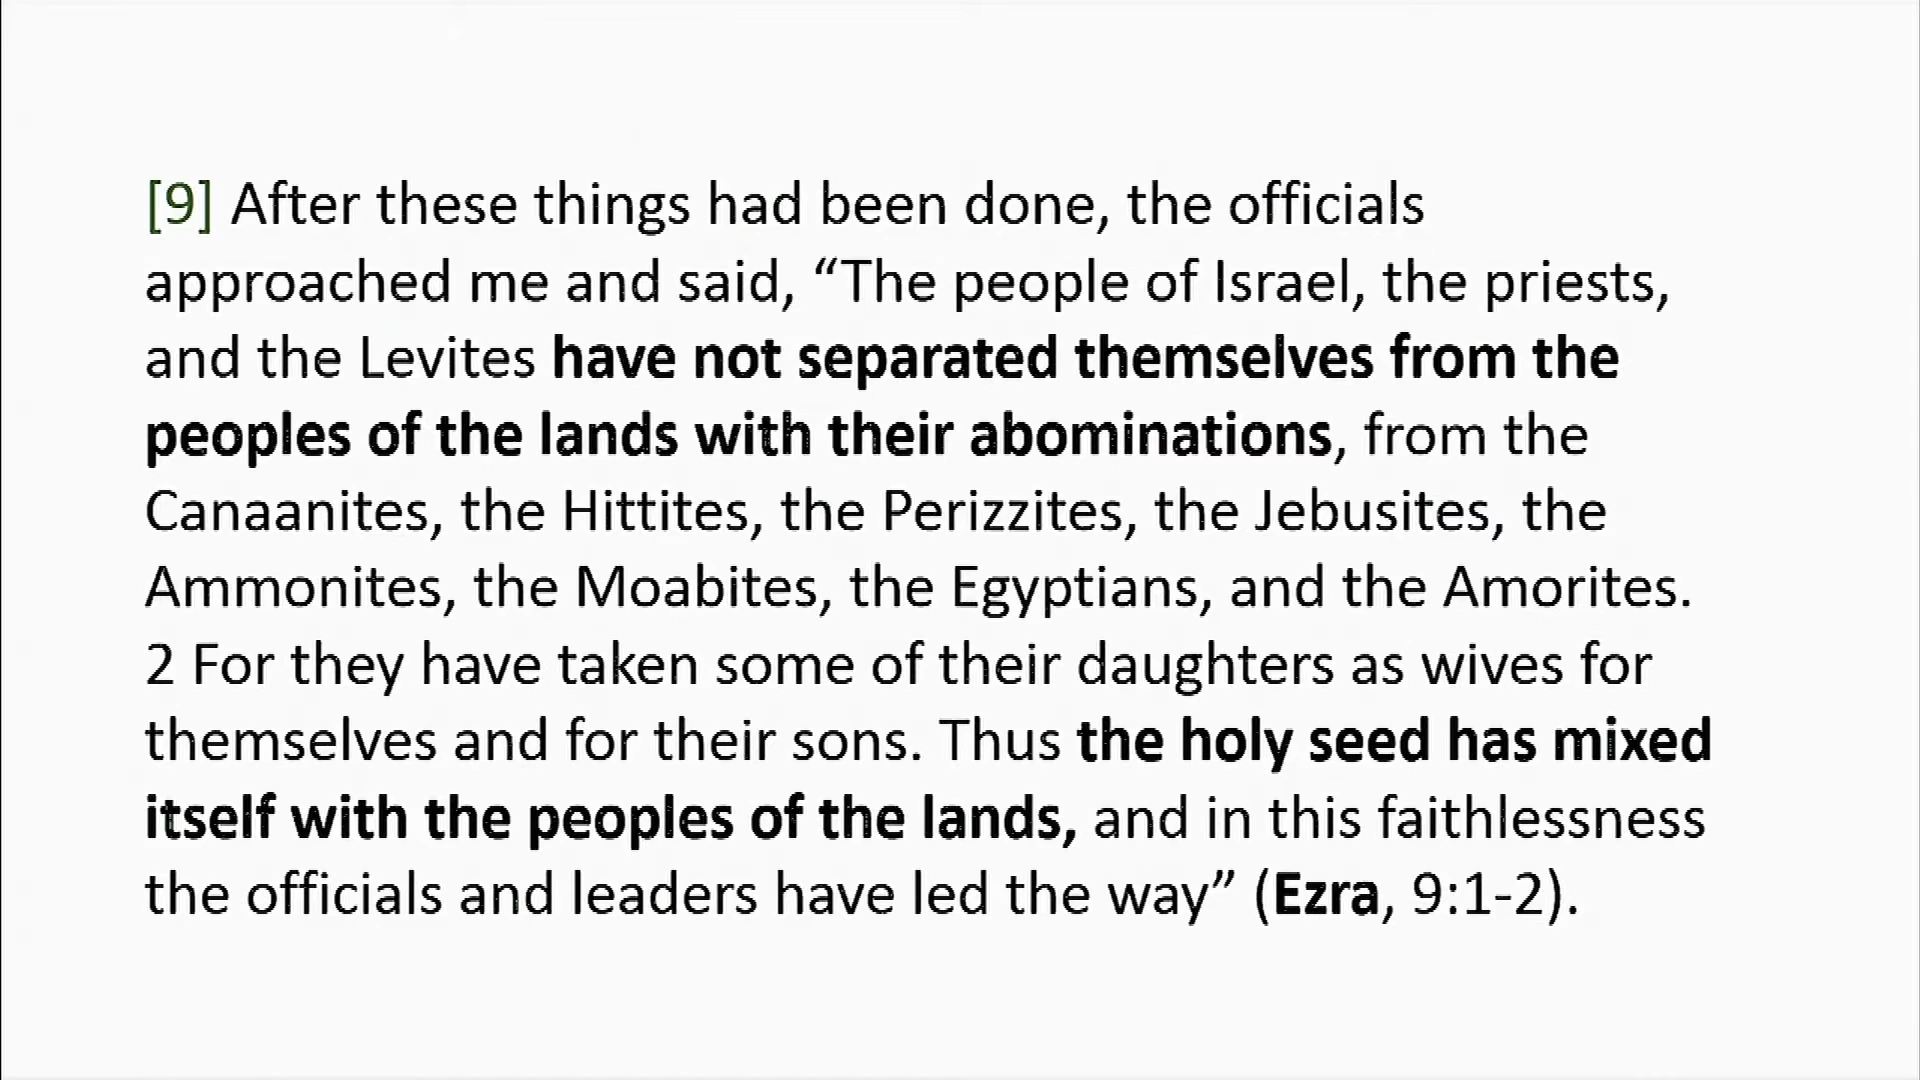 [9] After these things had been done, the officials
approached me and said, “The people of Israel, the priests,
and the Levites have not separated themselves from the
peoples of the lands with their abominations, from the
Canaanites, the Hittites, the Perizzites, the Jebusites, the
Ammonites, the Moabites, the Egyptians, and the Amorites.
2 For they have taken some of their daughters as wives for
themselves and for their sons. Thus the holy seed has mixed
itself with the peoples of the lands, and in this faithlessness
the officials and leaders have led the way” (Ezra, 9:1-2).